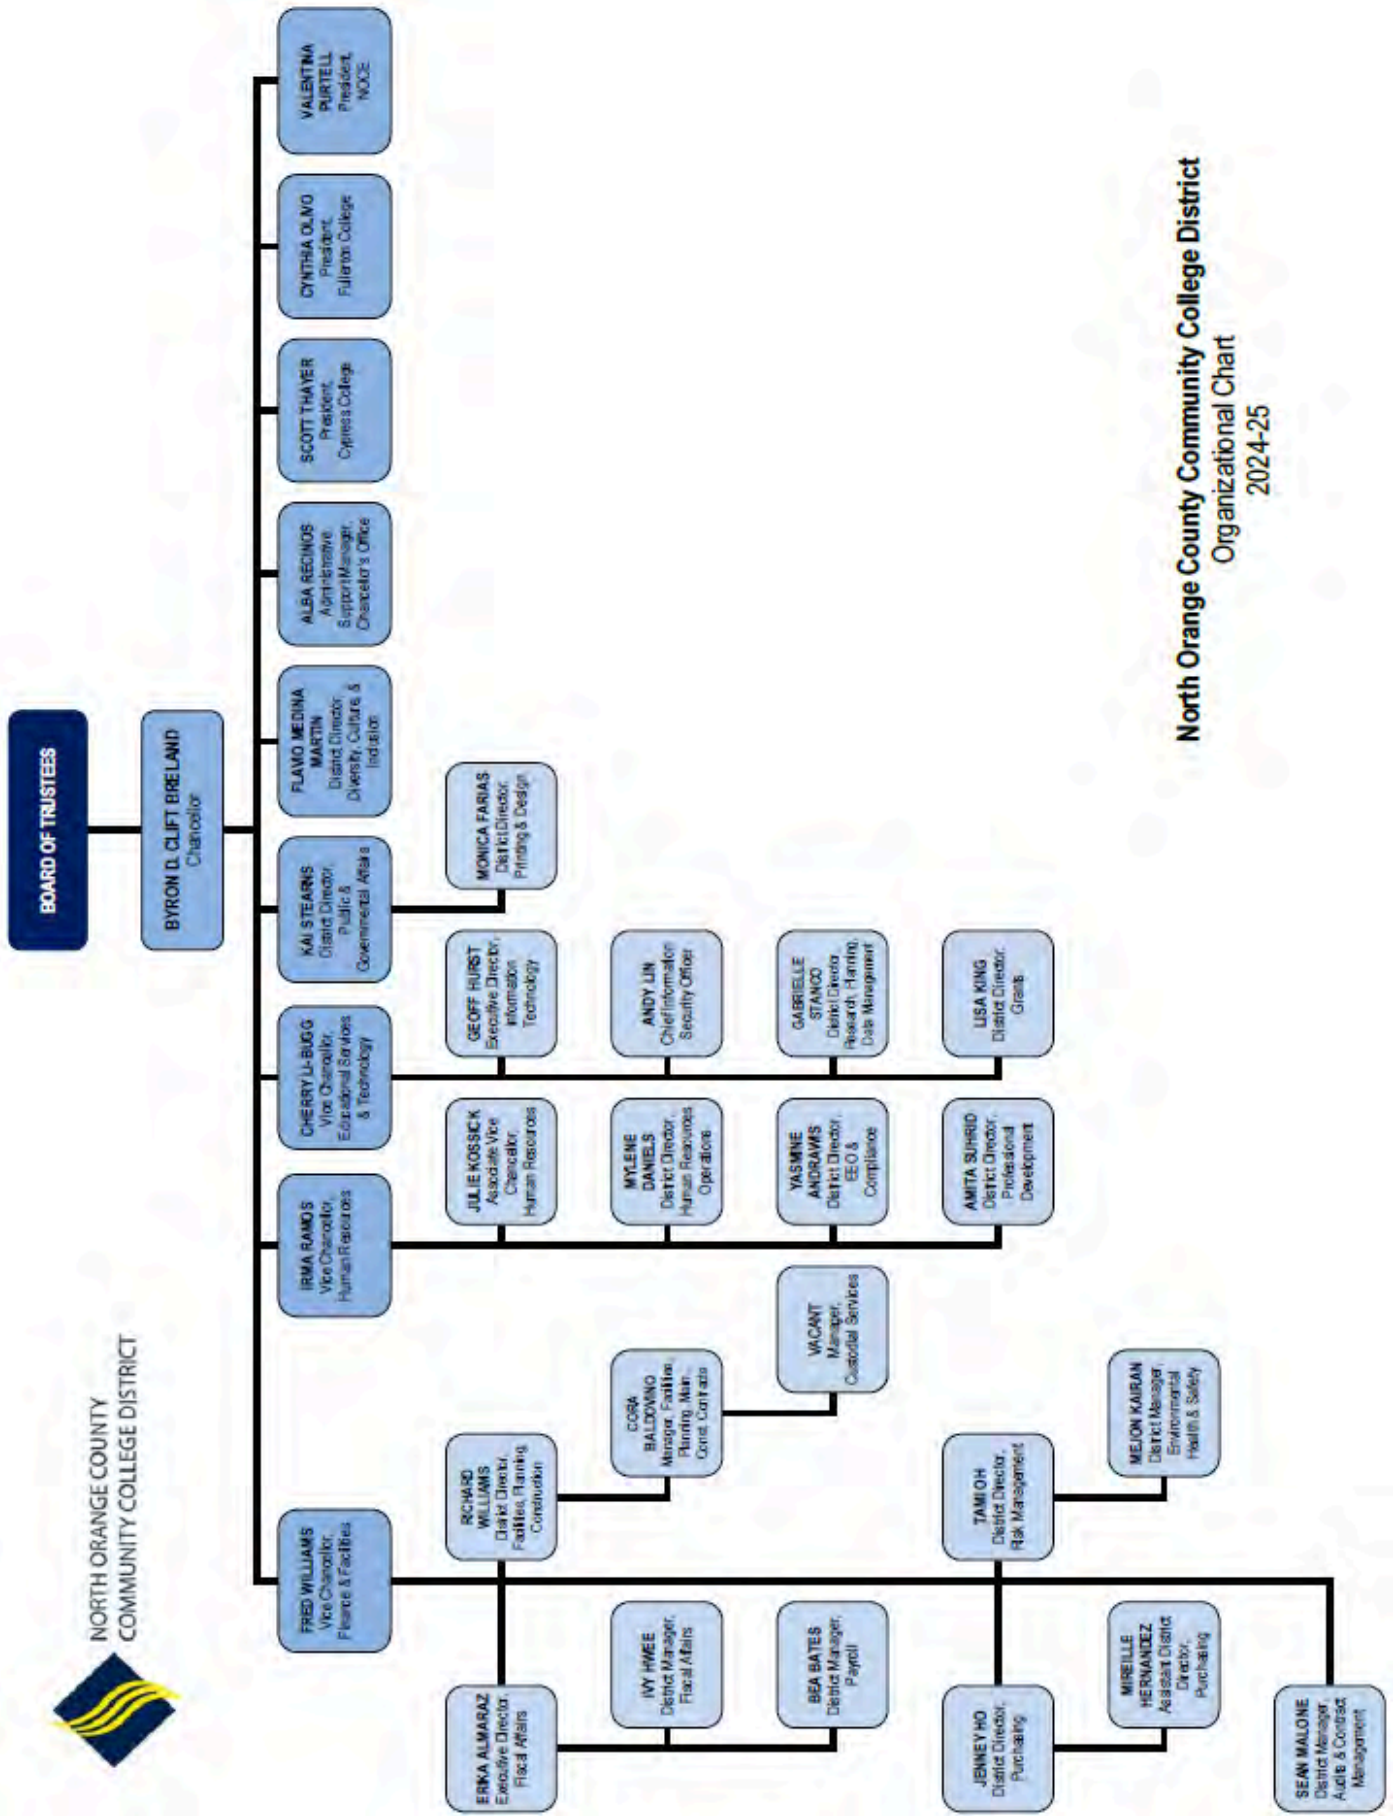 NORTH ORANGE COUNTY
COMMUNITY COLLEGE DISTRICT
BOARD OF TRUSTEES
BYRON D. CLIFT BRELAND
Chancellor
FRED WILLIAMS
Vice Chancellor,
Finance & Facilities
IRMA RAMOS
Vice Chancellor,
Human Resources
CHERRY LI-BUGG
Vice Chancellor,
Educational Services
& Technology
KAI STEARNS
District Director,
Public &
Governmental Affairs
FLAVIO MEDINA
MARTIN
District Director,
Diversity, Culture, &
Inclusion
ALBA RECINOS
Administrative
Support Manager,
Chancellor's Office
SCOTT THAYER
President,
Cypress College
CYNTHIA OLIVO
President,
Fullerton College
VALENTINA
PURTELL
President,
NOCE
ERIKA ALMARAZ
Executive Director,
Fiscal Affairs
RICHARD
WILLIAMS
District Director,
Facilities, Planning,
Construction
JULIE KOSSICK
Associate Vice
Chancellor,
Human Resources
GEOFF HURST
Executive Director,
Information
Technology
MONICA FARIAS
District Director,
Printing & Design
IVY HWEE
District Manager,
Fiscal Affairs
CORA
BALDOVINO
Manager, Facilities,
Planning, Main.,
Const. Contracts
MYLENE
DANIELS
District Director,
Human Resources
Operations
ANDY LIN
Chief Information
Security Officer
BEA BATES
District Manager,
Payroll
VACANT
Manager,
Custodial Services
YASMINE
ANDRAWIS
District Director,
EEO &
Compliance
GABRIELLE
STANCO
District Director,
Research, Planning,
Data Management
JENNEY HO
District Director,
Purchasing
TAMI OH
District Director,
Risk Management
AMITA SUHRID
District Director,
Professional
Development
LISA KING
District Director,
Grants
MIREILLE
HERNANDEZ
Assistant District
Director,
Purchasing
MEJON KAIRAN
District Manager,
Environmental
Health & Safety
SEAN MALONE
District Manager,
Audits & Contract
Management
North Orange County Community College District
Organizational Chart
2024-25